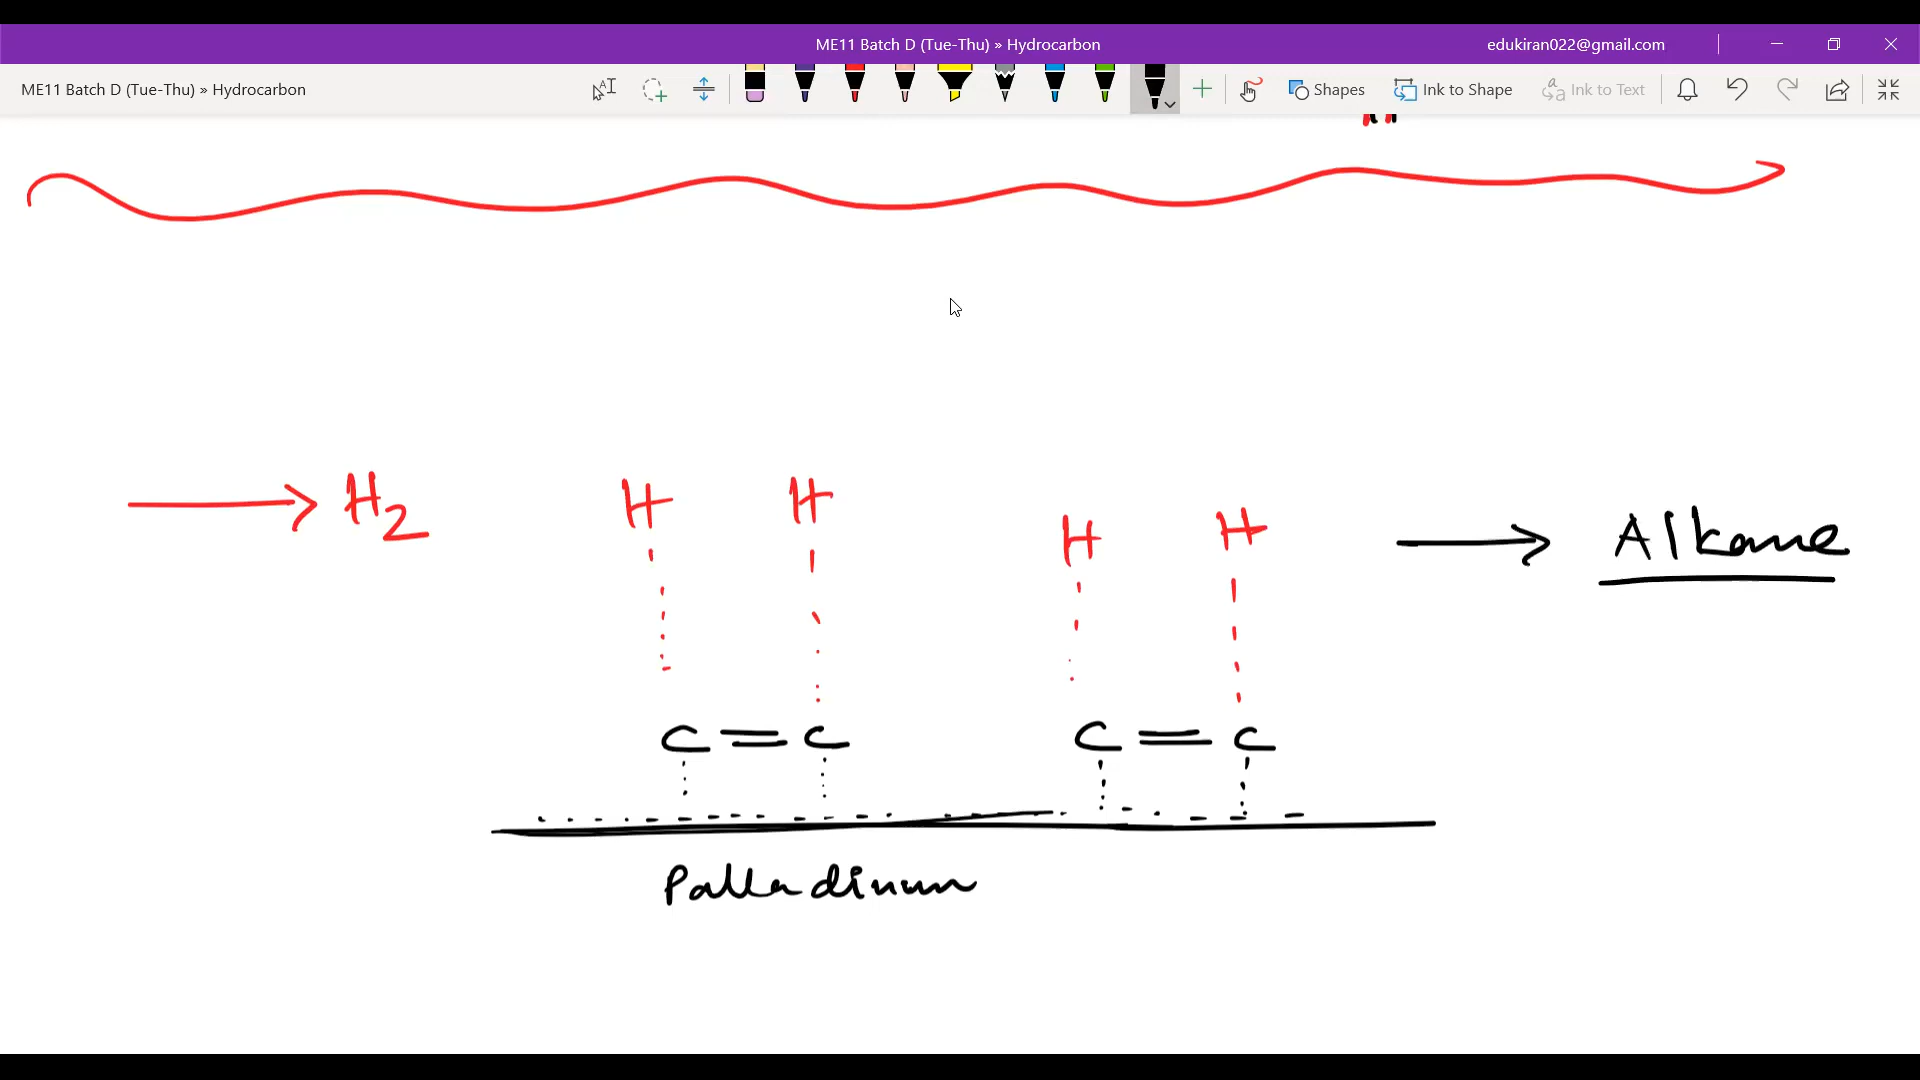 ME11 Batch D (Tue-Thu) » Hydrocarbon
edukiran022@gmail.com
ME11 Batch D (Tue-Thu) » Hydrocarbon
Shapes
Ink to Shape
Ink to Text
H2
H H
H H
Alkane
C = C
C = C
Palladinum